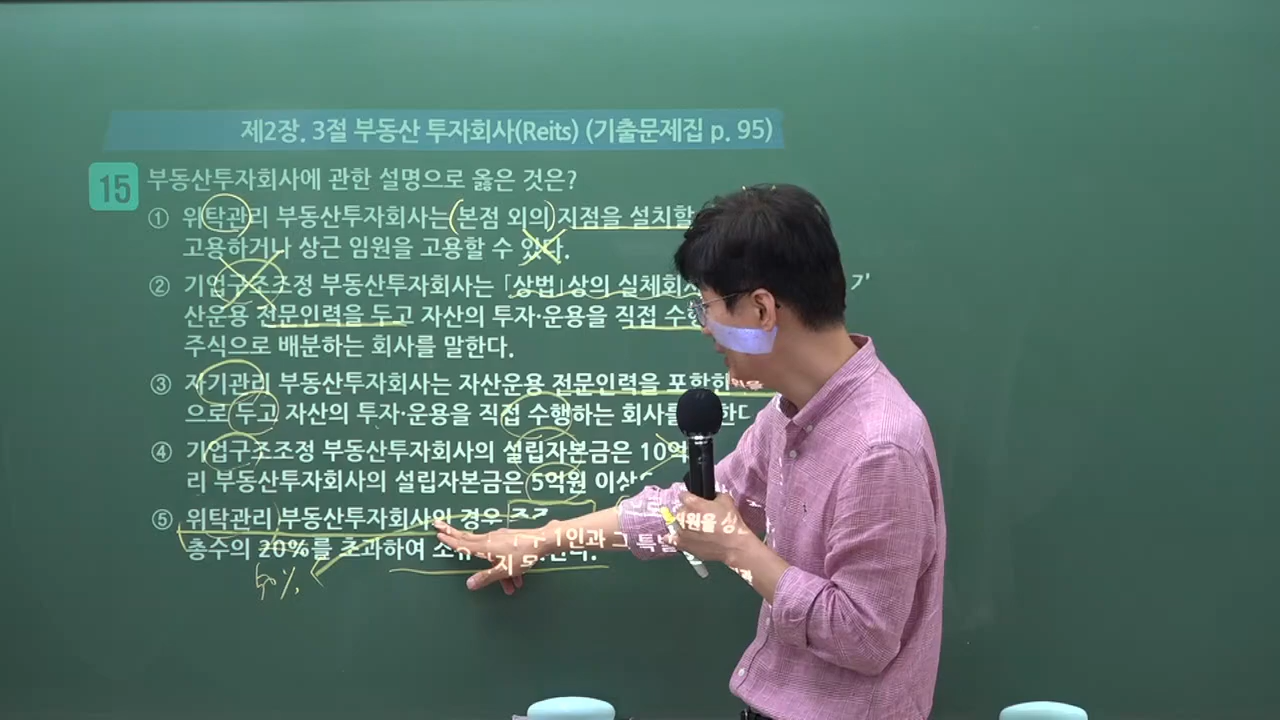 제2장. 3절 부동산 투자회사(Reits) (기출문제집 p. 95)
15 부동산투자회사에 관한 설명으로 옳은 것은?
① 위탁관리 부동산투자회사는 (본점 외의) 지점을 설치할
고용하거나 상근 임원을 고용할 수 있다.
② 기업구조조정 부동산투자회사는 「상법」상의 실체회사
산운용 전문인력을 두고 자산의 투자·운용을 직접 수행
주식으로 배분하는 회사를 말한다.
③ 자기관리 부동산투자회사는 자산운용 전문인력을 포함한
으로 두고 자산의 투자·운용을 직접 수행하는 회사를
④ 기업구조조정 부동산투자회사의 설립자본금은 10억
리 부동산투자회사의 설립자본금은 5억원 이상
⑤ 위탁관리 부동산투자회사의 경우 주주 1인과 그 특별
총수의 20%를 초과하여
50%